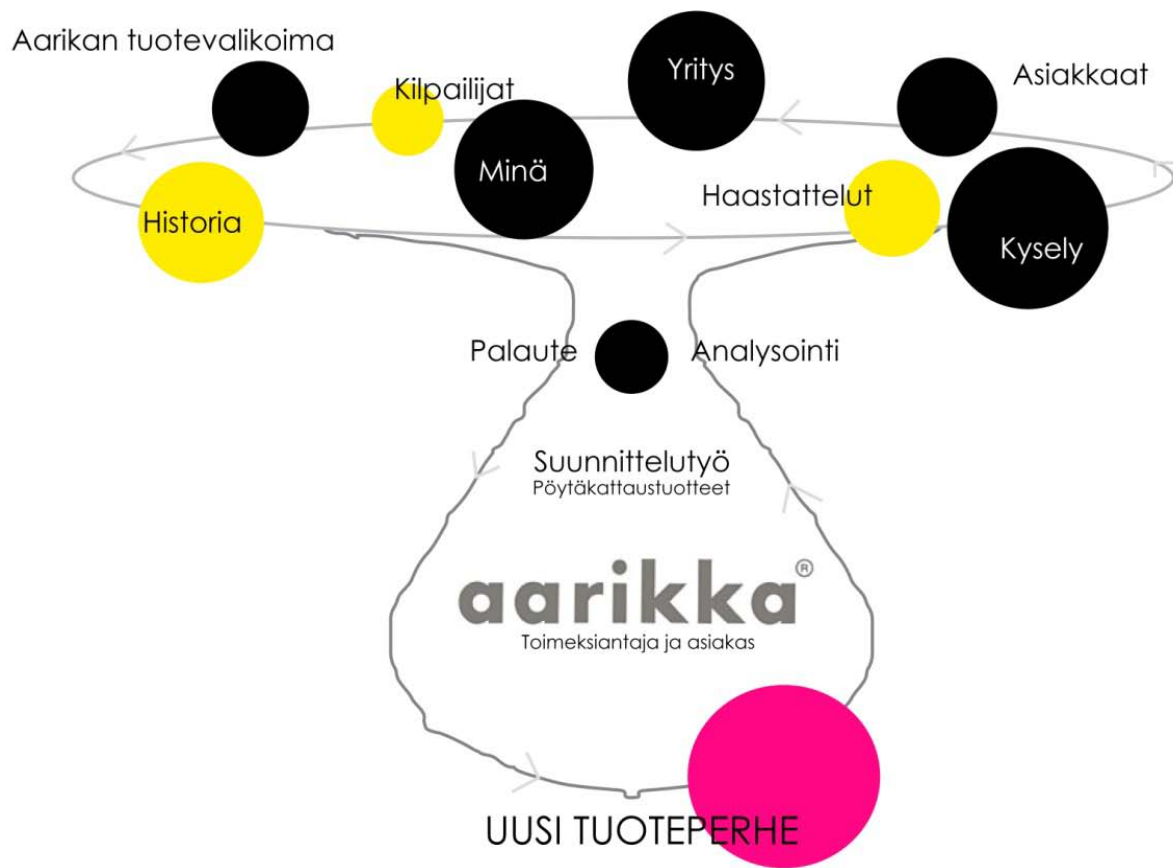 Aarikan tuotevalikoima
Kilpailijat
Yritys
Asiakkaat
Minä
Haastattelut
Historia
Kysely
Palaute
Analysointi
Suunnittelutyö
Pöytäkattaustuotteet
aarikka®
Toimeksiantaja ja asiakas
UUSI TUOTEPERHE